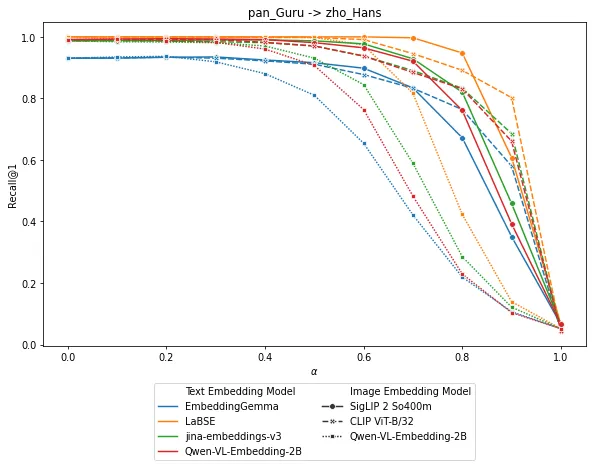 pan_Guru -> zho_Hans
Recall@1
1.0
0.8
0.6
0.4
0.2
0.0
0.0 0.2 0.4 0.6 0.8 1.0
α
Text Embedding Model
EmbeddingGemma
LaBSE
jina-embeddings-v3
Qwen-VL-Embedding-2B
Image Embedding Model
SigLIP 2 So400m
CLIP ViT-B/32
Qwen-VL-Embedding-2B